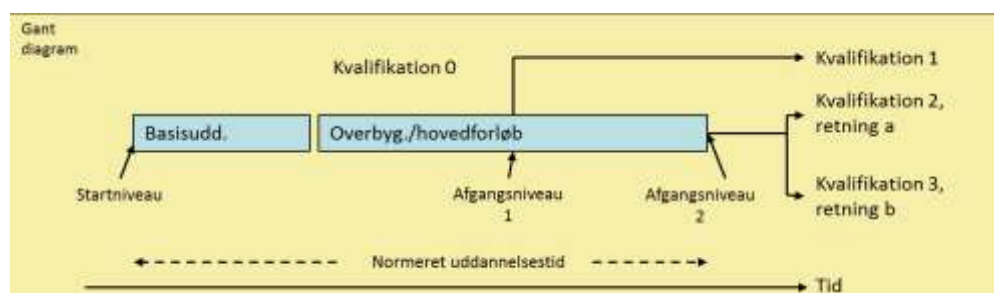 Gant
diagram
Kvalifikation 0
Kvalifikation 1
Kvalifikation 2,
retning a
Basisudd.
Overbyg./hovedforløb
Startniveau
Afgangsniveau
1
Afgangsniveau
2
Kvalifikation 3,
retning b
Normeret uddannelsestid
Tid